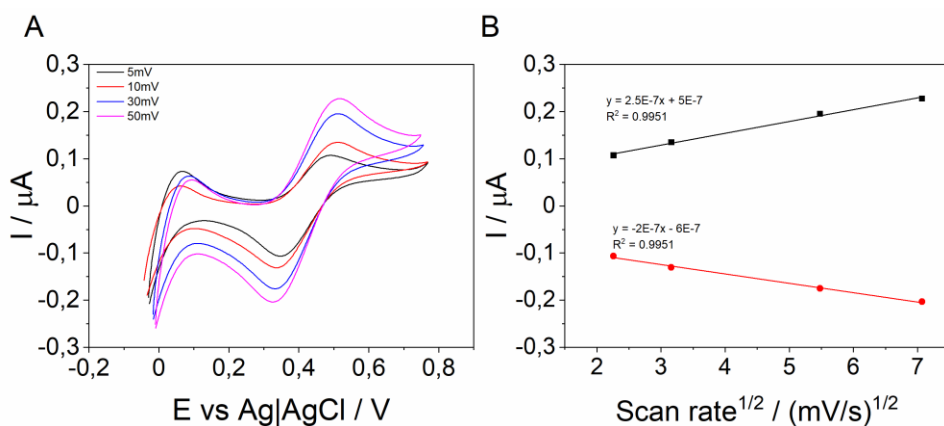 A
0,3
0,2
0,1
0
-0,1
-0,2
-0,3
I / μA
5mV
10mV
30mV
50mV
-0,2
0
0,2
0,4
0,6
0,8
E vs Ag|AgCl / V
B
0,3
0,2
0,1
0
-0,1
-0,2
-0,3
I / μA
y = 2.5E-7x + 5E-7
R² = 0.9951
y = -2E-7x - 6E-7
R² = 0.9951
2
3
4
5
6
7
Scan rate^1/2 / (mV/s)^1/2